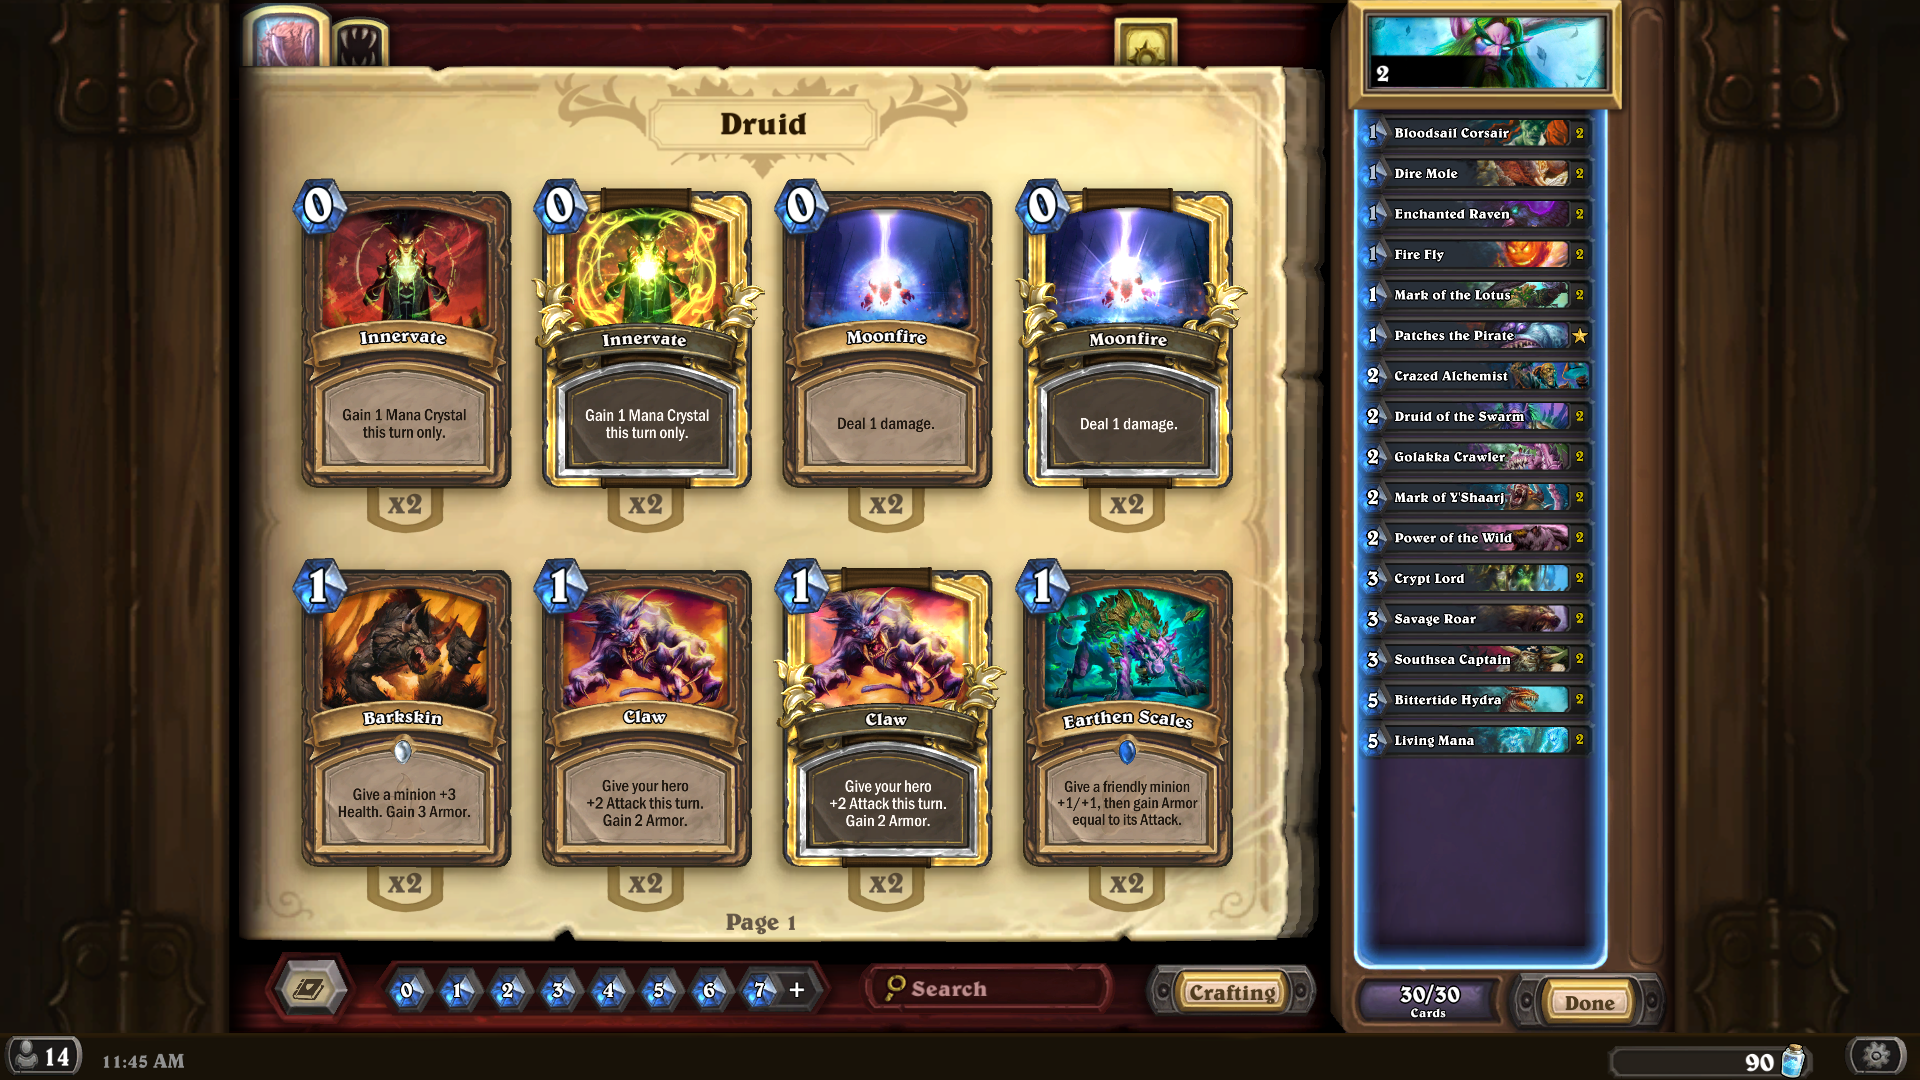 Druid
0
Innervate
Gain 1 Mana Crystal
this turn only.
x2
0
Innervate
Gain 1 Mana Crystal
this turn only.
x2
0
Moonfire
Deal 1 damage.
x2
0
Moonfire
Deal 1 damage.
x2
1
Barkskin
Give a minion +3
Health. Gain 3 Armor.
x2
1
Claw
Give your hero
+2 Attack this turn.
Gain 2 Armor.
x2
1
Claw
Give your hero
+2 Attack this turn.
Gain 2 Armor.
x2
1
Earthen Scales
Give a friendly minion
+1/+1, then gain Armor
equal to its Attack.
x2
Page 1
0 1 2 3 4 5 6 7 +
Search
Crafting
2
1 Bloodsail Corsair 2
1 Dire Mole 2
1 Enchanted Raven 2
1 Fire Fly 2
1 Mark of the Lotus 2
1 Patches the Pirate
2 Crazed Alchemist
2 Druid of the Swarm 2
2 Golakka Crawler 2
2 Mark of Y'Shaarj 2
2 Power of the Wild 2
3 Crypt Lord 2
3 Savage Roar 2
3 Southsea Captain 2
5 Bittertide Hydra 2
5 Living Mana 2
30/30
Cards
Done
14
11:45 AM
90